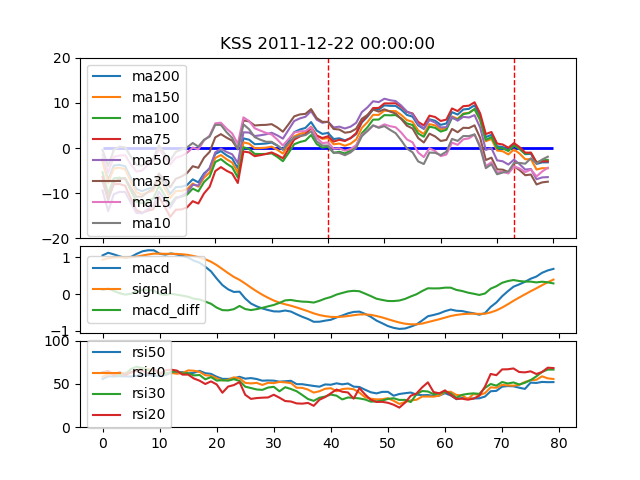 KSS 2011-12-22 00:00:00
20
10
0
−10
−20
ma200
ma150
ma100
ma75
ma50
ma35
ma15
ma10
1
0
−1
macd
signal
macd_diff
100
50
0
rsi50
rsi40
rsi30
rsi20
0 10 20 30 40 50 60 70 80